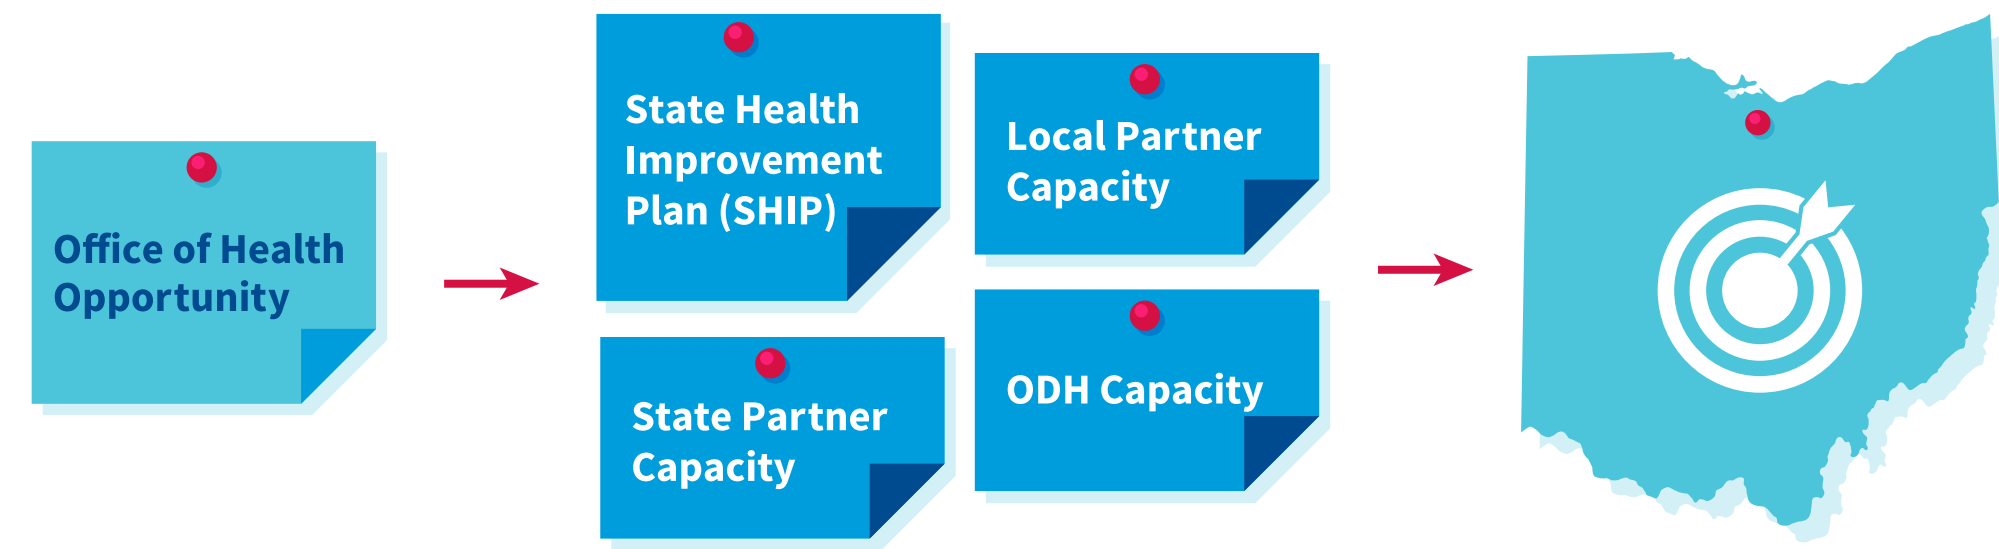 Office of Health
Opportunity
State Health
Improvement
Plan (SHIP)
State Partner
Capacity
Local Partner
Capacity
ODH Capacity